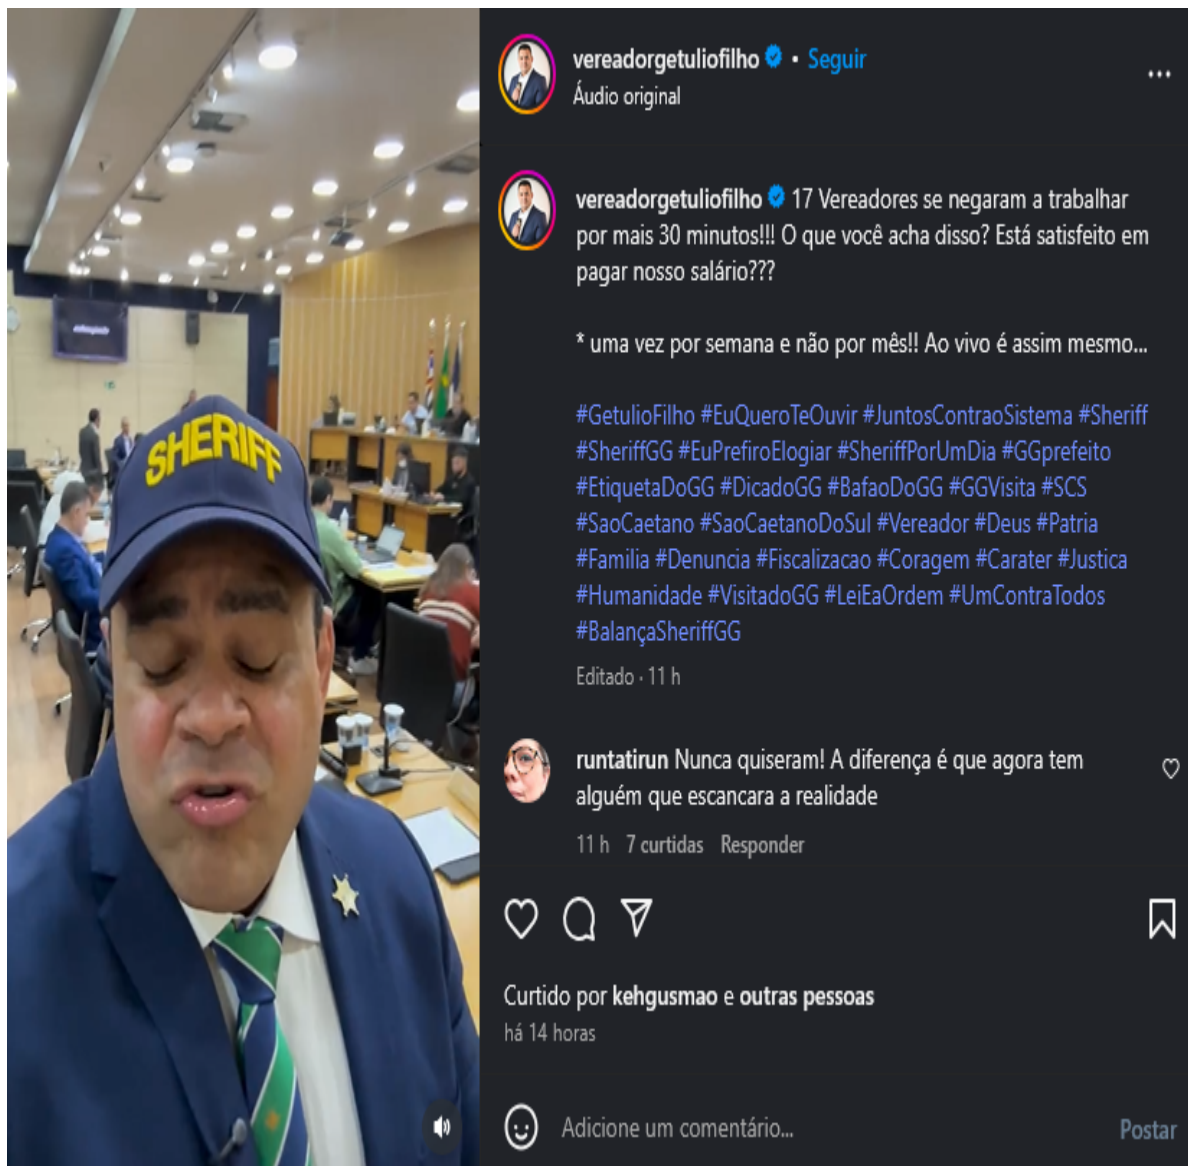 SHERIFF
vereadorgetuliofilho • Seguir
Áudio original
vereadorgetuliofilho 17 Vereadores se negaram a trabalhar
por mais 30 minutos!!! O que você acha disso? Está satisfeito em
pagar nosso salário???
* uma vez por semana e não por mês!! Ao vivo é assim mesmo...
#GetulioFilho #EuQueroTeOuvir #JuntosContraoSistema #Sheriff
#SheriffGG #EuPrefiroElogiar #SheriffPorUmDia #GGprefeito
#EtiquetaDoGG #DicadoGG #BafaoDoGG #GGVisita #SCS
#SaoCaetano #SaoCaetanoDoSul #Vereador #Deus #Patria
#Familia #Denuncia #Fiscalizacao #Coragem #Carater #Justica
#Humanidade #VisitadoGG #LeiEaOrdem #UmContraTodos
#BalançaSheriffGG
Editado · 11 h
runtatirun Nunca quiseram! A diferença é que agora tem
alguém que escancara a realidade
11 h 7 curtidas Responder
Curtido por kehgusmao e outras pessoas
há 14 horas
Adicione um comentário... Postar